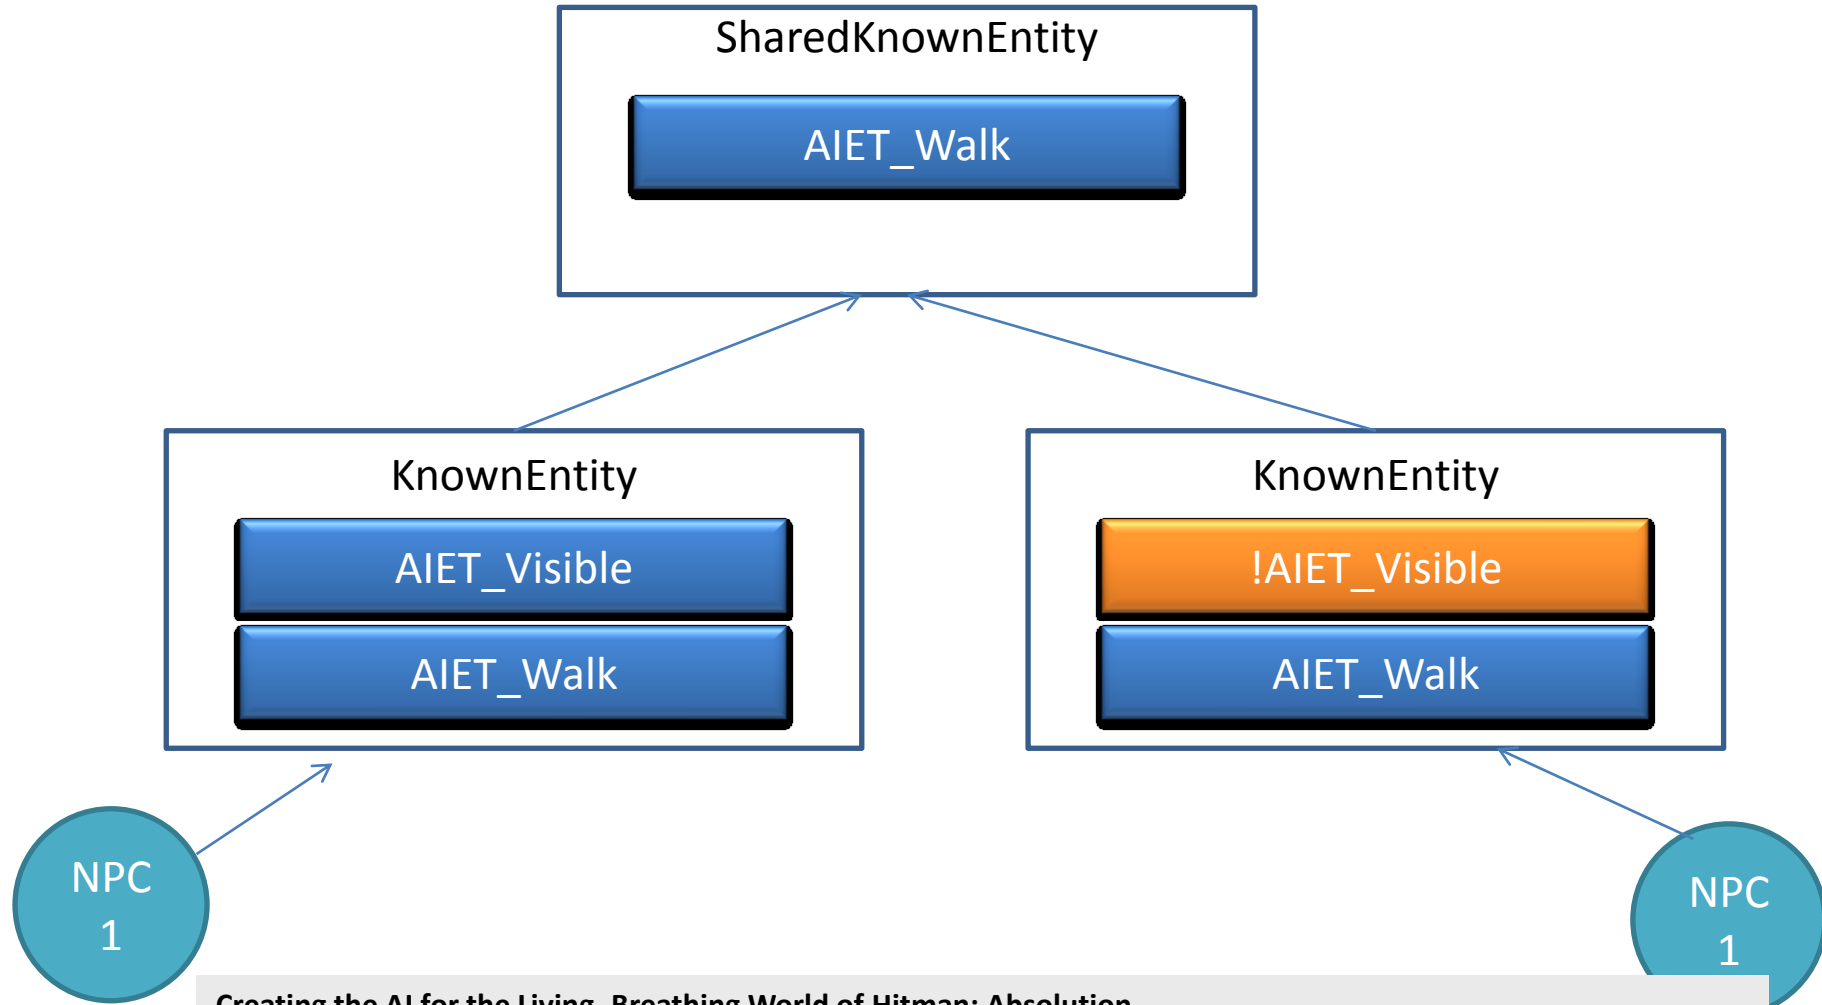 SharedKnownEntity
AIET_Walk
KnownEntity
KnownEntity
AIET_Visible
!AIET_Visible
AIET_Walk
AIET_Walk
NPC
1
NPC
1
Creating the AI for the Living, Breathing World of Hitman: Absolution